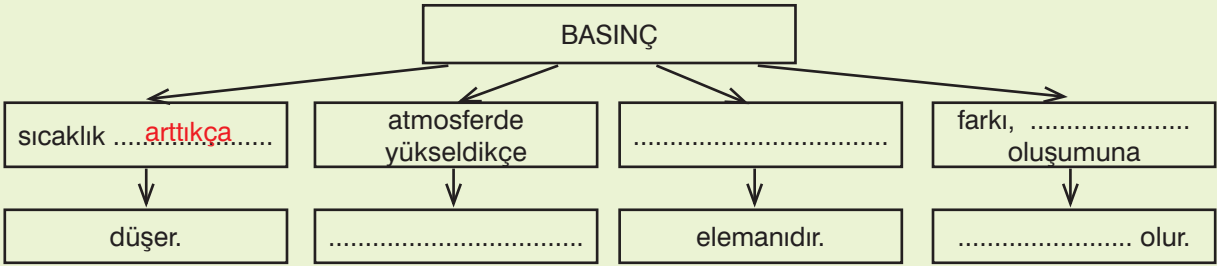 BASINÇ
sıcaklık ......arttıkça......
atmosferde
yükseldikçe
..................................
farkı, .....................
oluşumuna
düşer.
..................................
elemanıdır.
....................... olur.